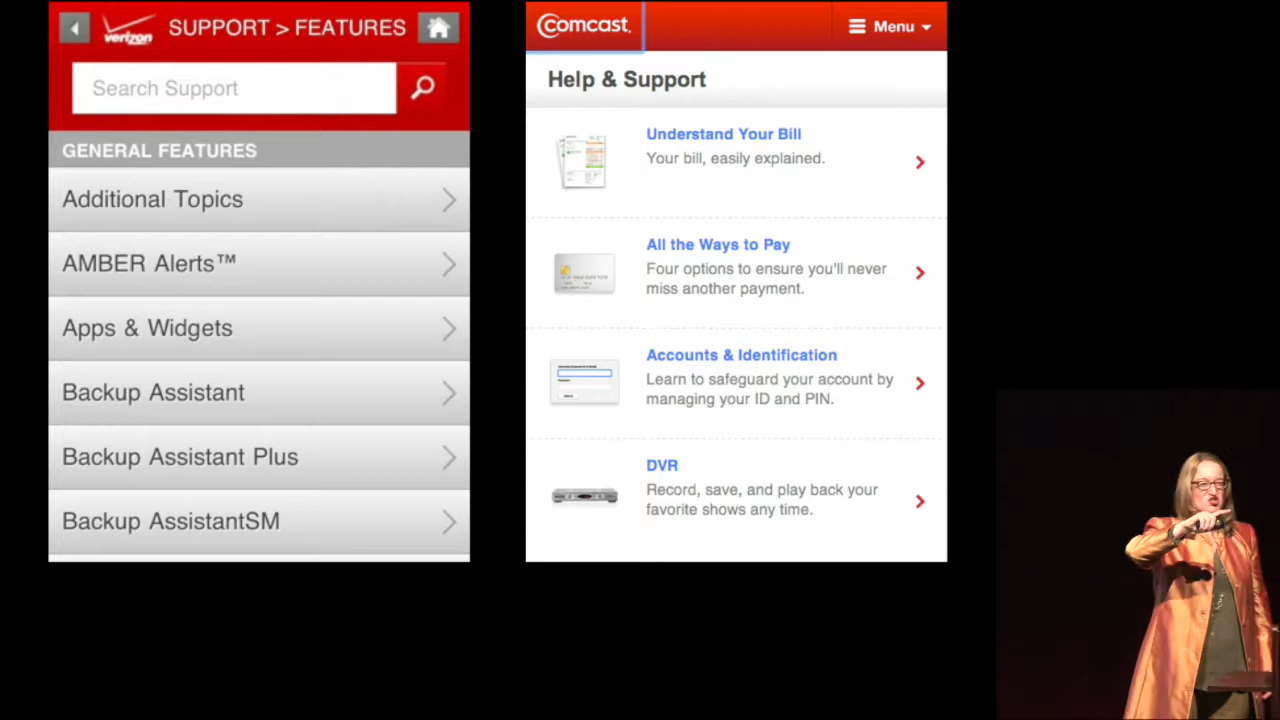 verizon
SUPPORT > FEATURES
Search Support
GENERAL FEATURES
Additional Topics
AMBER Alerts™
Apps & Widgets
Backup Assistant
Backup Assistant Plus
Backup AssistantSM
comcast.
Menu
Help & Support
Understand Your Bill
Your bill, easily explained.
All the Ways to Pay
Four options to ensure you'll never
miss another payment.
Accounts & Identification
Learn to safeguard your account by
managing your ID and PIN.
DVR
Record, save, and play back your
favorite shows any time.